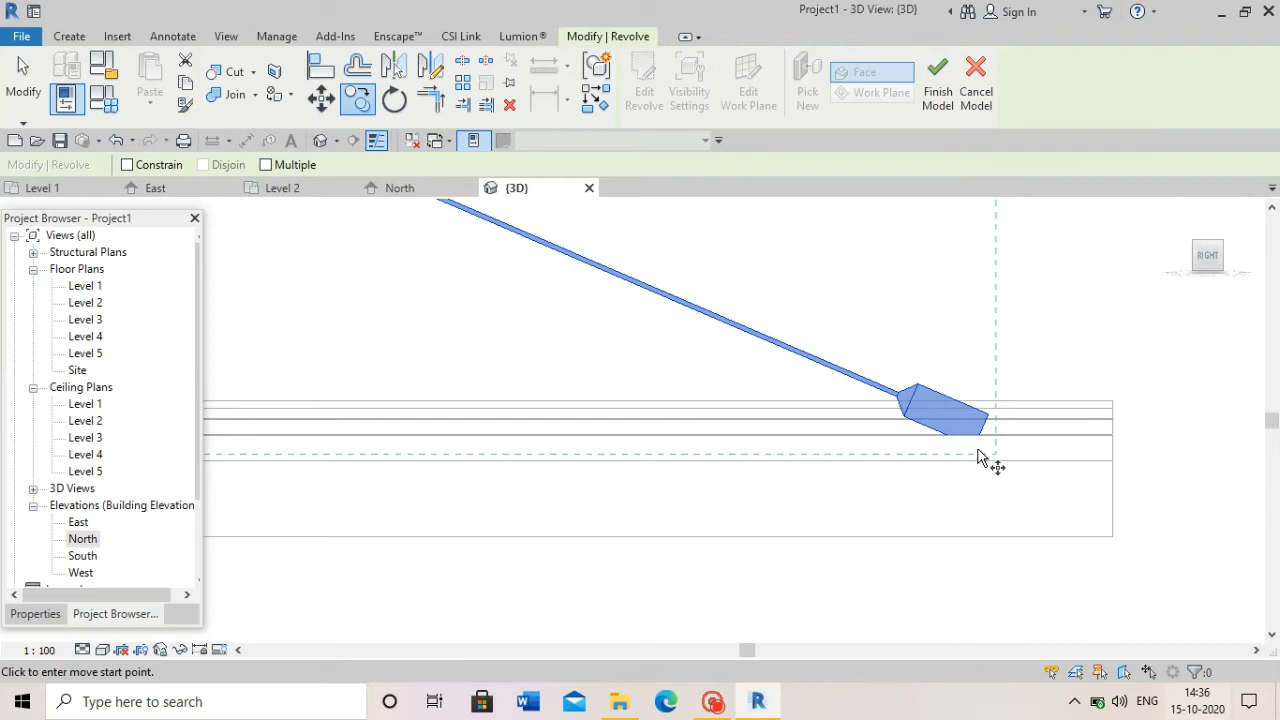 Project1 - 3D View: {3D}
Sign In
File Create Insert Annotate View Manage Add-Ins Enscape™ CSI Link Lumion® Modify | Revolve
Modify
Paste
Cut
Join
Edit Revolve
Visibility Settings
Edit Work Plane
Pick New
Face
Work Plane
Finish Model
Cancel Model
Modify | Revolve Constrain Disjoin Multiple
Level 1 East Level 2 North {3D}
Project Browser - Project1
Views (all)
Structural Plans
Floor Plans
Level 1
Level 2
Level 3
Level 4
Level 5
Site
Ceiling Plans
Level 1
Level 2
Level 3
Level 4
Level 5
3D Views
Elevations (Building Elevation
East
North
South
West
Properties Project Browser...
RIGHT
1 : 100
Click to enter move start point.
:0
Type here to search
ENG
14:36
15-10-2020